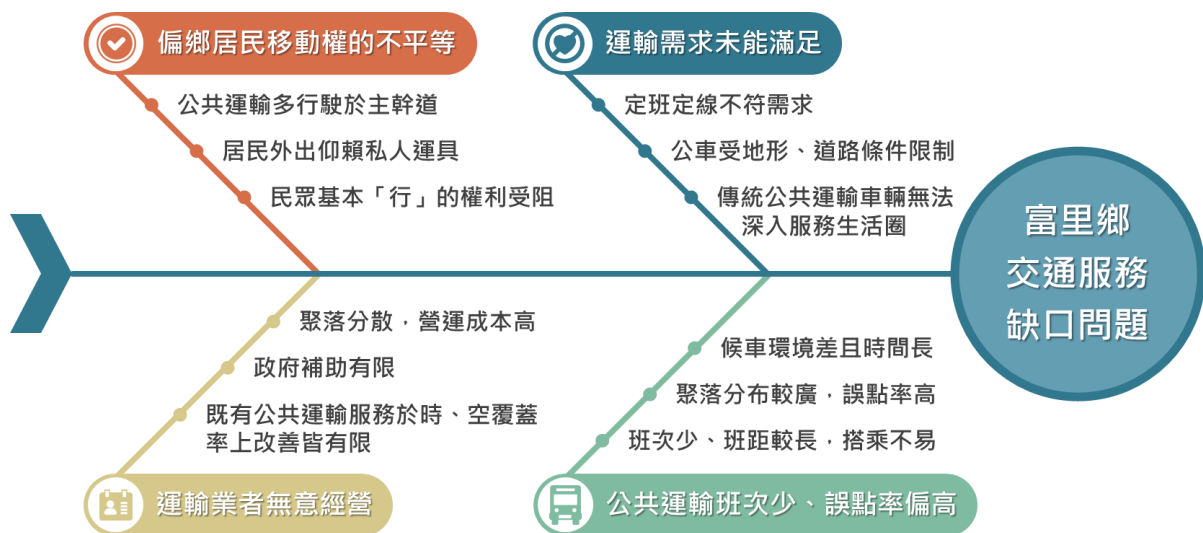 偏鄉居民移動權的不平等
公共運輸多行駛於主幹道
居民外出仰賴私人運具
民眾基本「行」的權利受阻
運輸需求未能滿足
定班定線不符需求
公車受地形、道路條件限制
傳統公共運輸車輛無法
深入服務生活圈
富里鄉
交通服務
缺口問題
聚落分散，營運成本高
政府補助有限
既有公共運輸服務於時、空覆蓋
率上改善皆有限
運輸業者無意經營
候車環境差且時間長
聚落分布較廣，誤點率高
班次少、班距較長，搭乘不易
公共運輸班次少、誤點率偏高